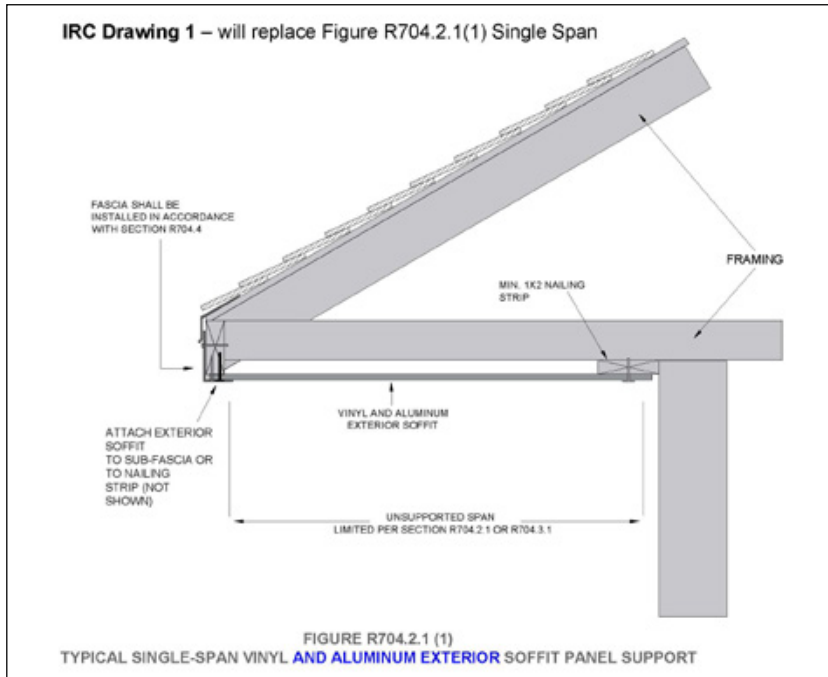 IRC Drawing 1 – will replace Figure R704.2.1(1) Single Span
FASCIA SHALL BE
INSTALLED IN ACCORDANCE
WITH SECTION R704.4
FRAMING
MIN. 1X2 NAILING
STRIP
VINYL AND ALUMINUM
EXTERIOR SOFFIT
ATTACH EXTERIOR
SOFFIT
TO SUB-FASCIA OR
TO NAILING
STRIP (NOT
SHOWN)
UNSUPPORTED SPAN
LIMITED PER SECTION R704.2.1 OR R704.3.1
FIGURE R704.2.1 (1)
TYPICAL SINGLE-SPAN VINYL AND ALUMINUM EXTERIOR SOFFIT PANEL SUPPORT